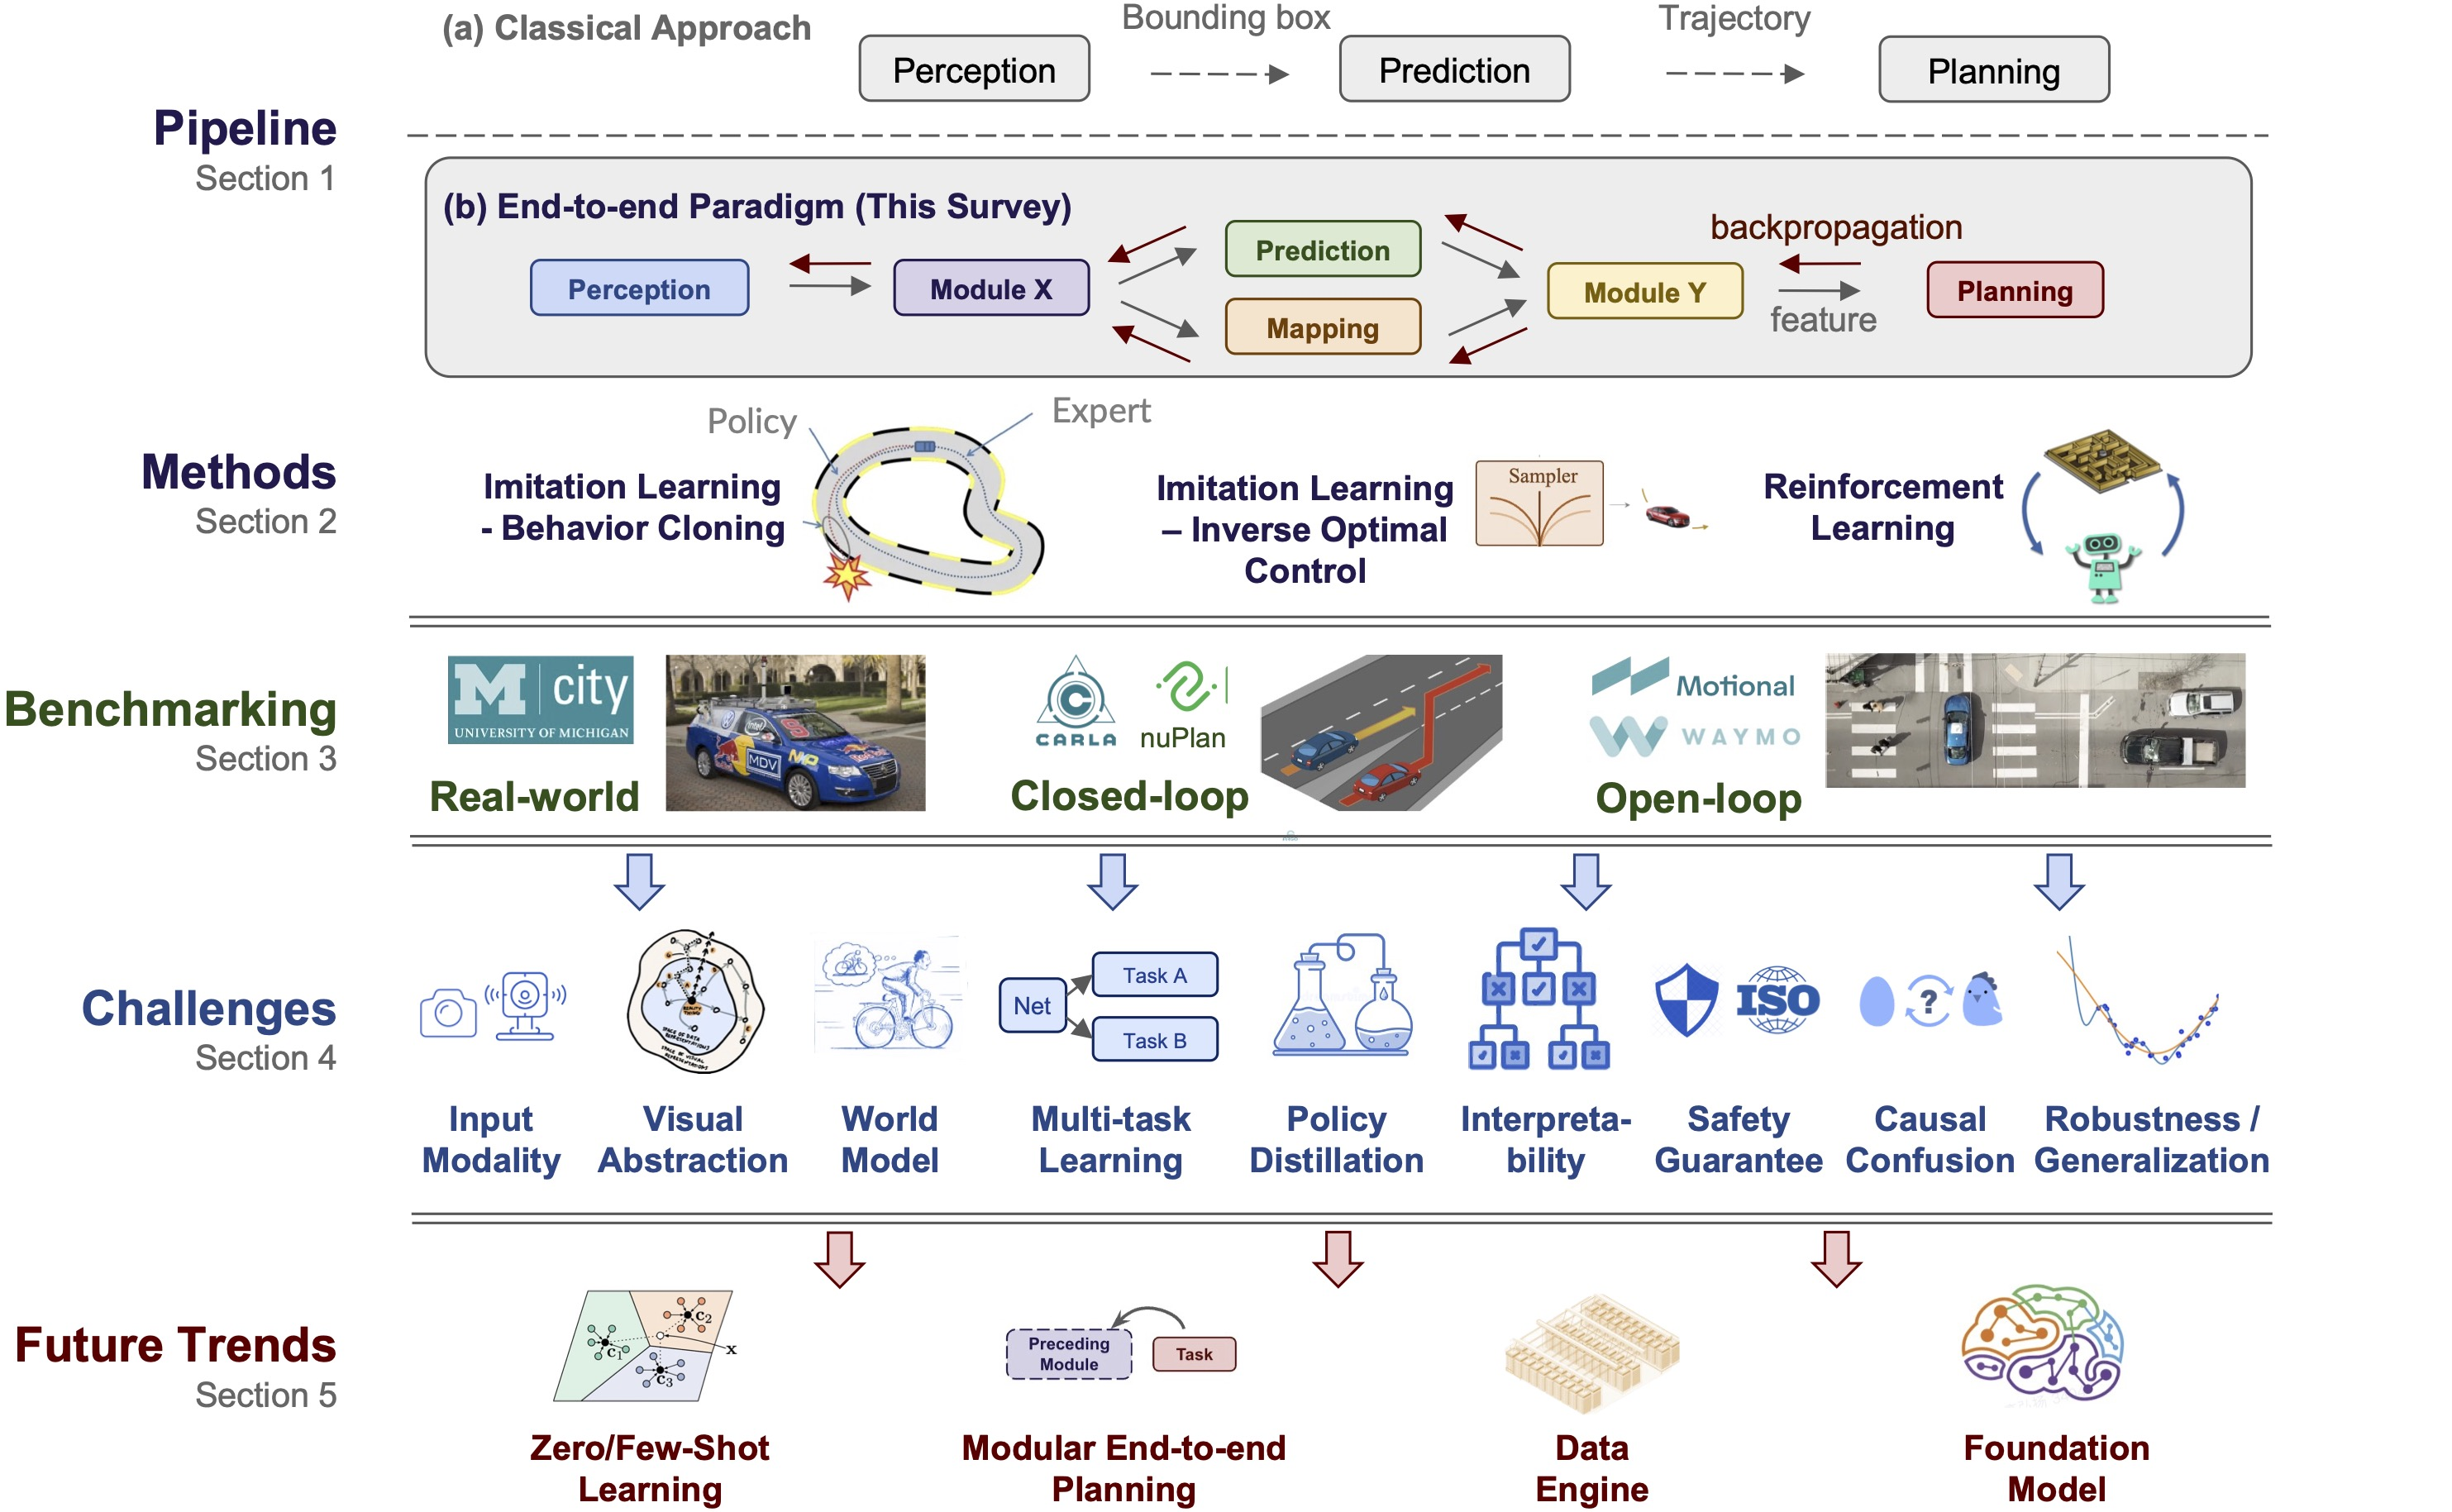 (a) Classical Approach
Bounding box
Trajectory
Perception
Prediction
Planning
Pipeline
Section 1
(b) End-to-end Paradigm (This Survey)
backpropagation
Perception
Module X
Prediction
Mapping
Module Y
feature
Planning
Methods
Section 2
Policy
Expert
Imitation Learning
- Behavior Cloning
Imitation Learning
– Inverse Optimal
Control
Sampler
Reinforcement
Learning
Benchmarking
Section 3
M city
UNIVERSITY OF MICHIGAN
Real-world
CARLA
nuPlan
Closed-loop
Motional
WAYMO
Open-loop
Challenges
Section 4
Net
Task A
Task B
ISO
?
Input
Modality
Visual
Abstraction
World
Model
Multi-task
Learning
Policy
Distillation
Interpreta-
bility
Safety
Guarantee
Causal
Confusion
Robustness /
Generalization
Future Trends
Section 5
c1
c2
c3
x
Zero/Few-Shot
Learning
Preceding
Module
Task
Modular End-to-end
Planning
Data
Engine
Foundation
Model